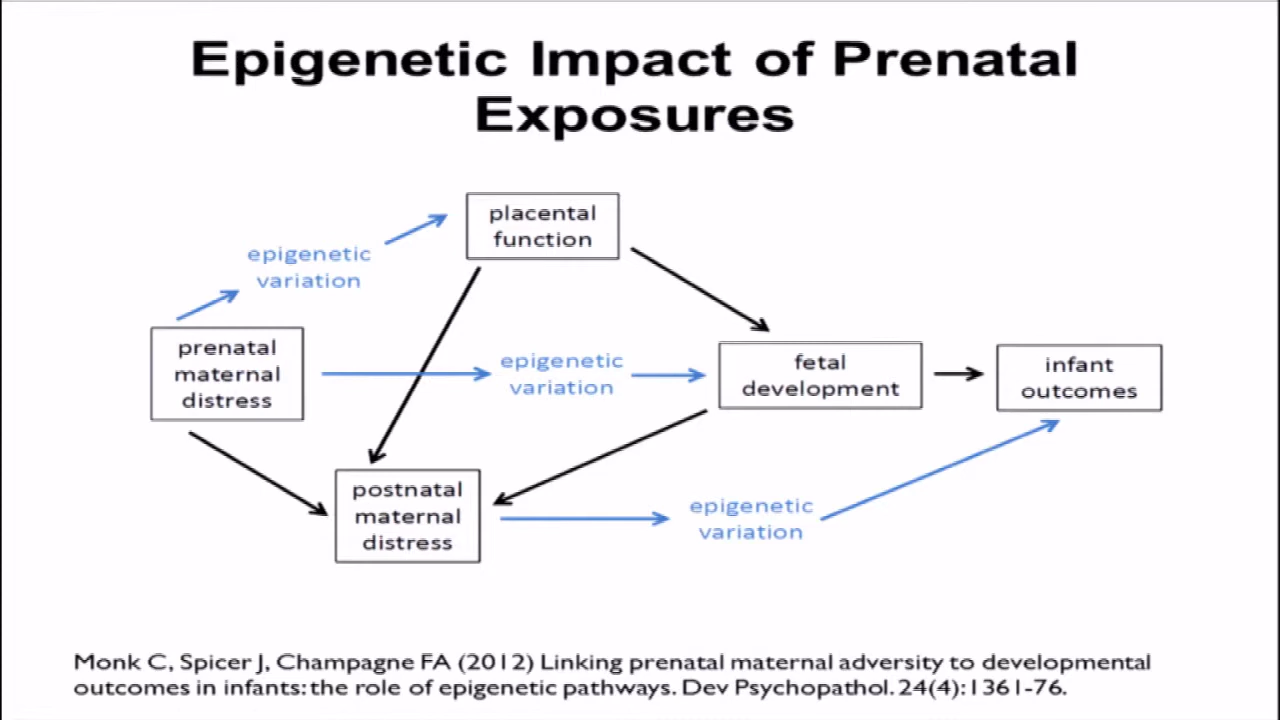 Epigenetic Impact of Prenatal
Exposures
placental
function
epigenetic
variation
prenatal
maternal
distress
epigenetic
variation
fetal
development
infant
outcomes
postnatal
maternal
distress
epigenetic
variation
Monk C, Spicer J, Champagne FA (2012) Linking prenatal maternal adversity to developmental
outcomes in infants: the role of epigenetic pathways. Dev Psychopathol. 24(4):1361-76.